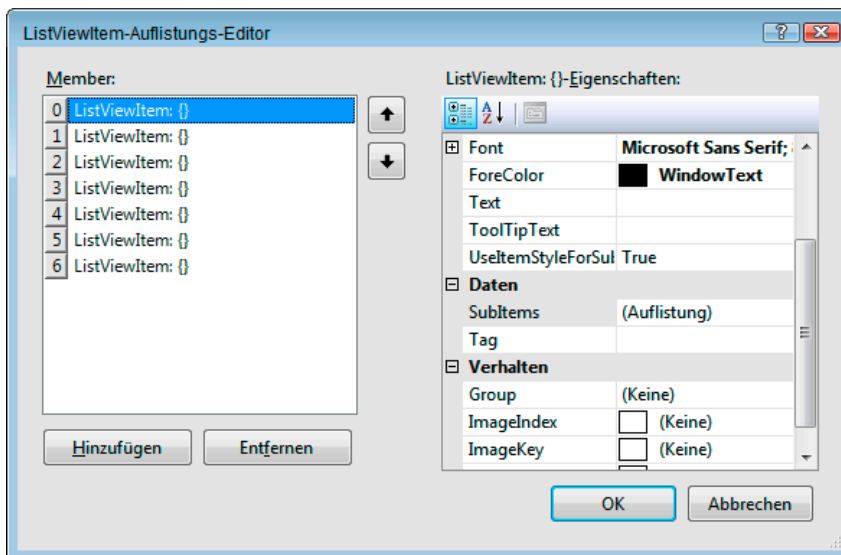 ListViewItem-Auflistungs-Editor
?
Member:
0 ListViewItem: {}
1 ListViewItem: {}
2 ListViewItem: {}
3 ListViewItem: {}
4 ListViewItem: {}
5 ListViewItem: {}
6 ListViewItem: {}
Hinzufügen
Entfernen
ListViewItem: {}-Eigenschaften:
A
Z
Font Microsoft Sans Serif;
ForeColor WindowText
Text
ToolTipText
UseItemStyleForSul True
Daten
SubItems (Auflistung)
Tag
Verhalten
Group (Keine)
ImageIndex (Keine)
ImageKey (Keine)
OK
Abbrechen